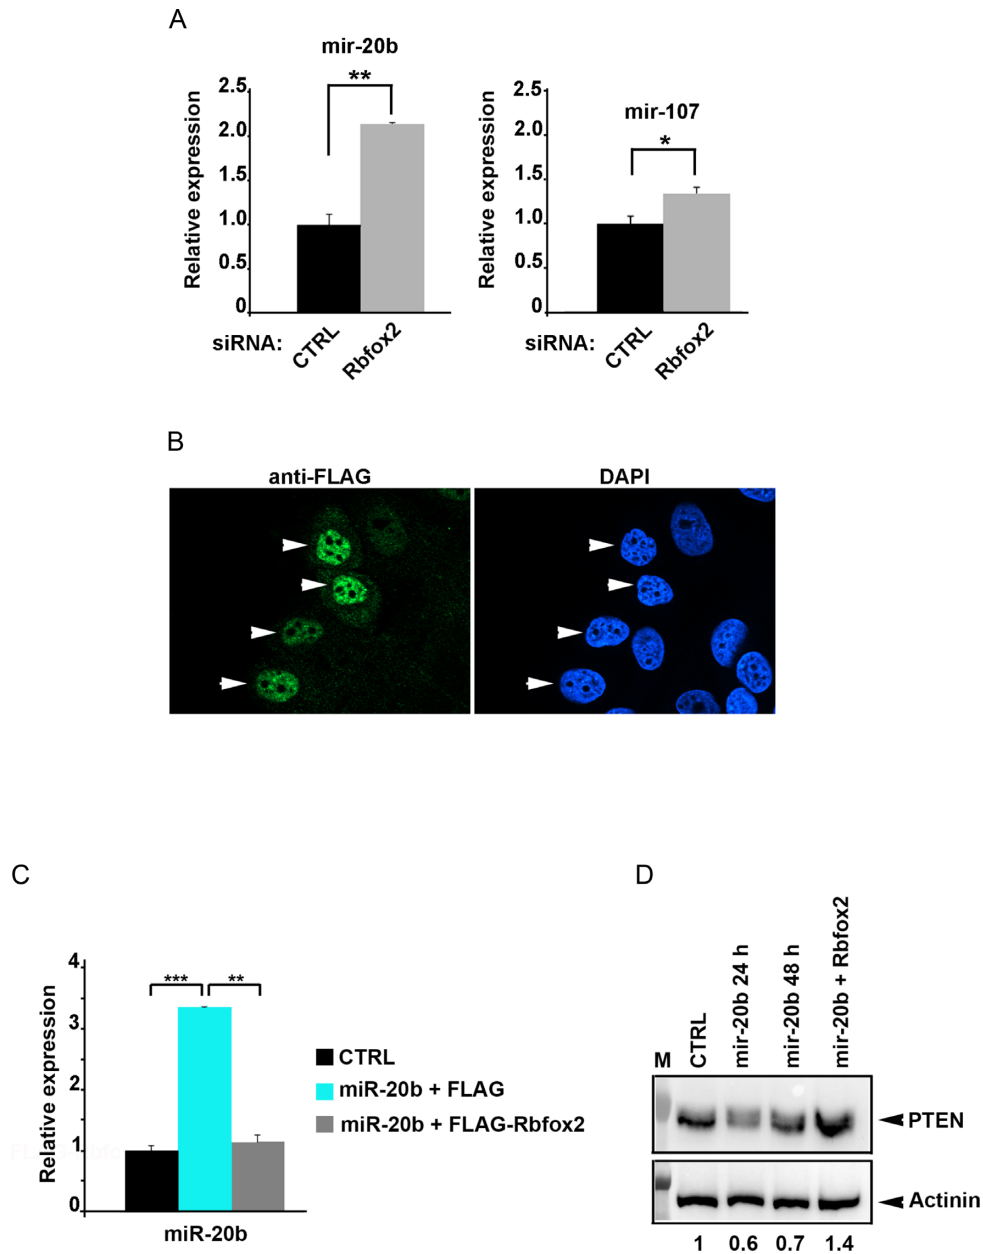 A
mir-20b
**
2.5
2.0
1.5
1.0
0.5
0
Relative expression
siRNA:
CTRL
Rbfox2
mir-107
*
2.5
2.0
1.5
1.0
0.5
0
Relative expression
siRNA:
CTRL
Rbfox2
B
anti-FLAG
DAPI
C
4
3
2
1
0
Relative expression
***
**
miR-20b
CTRL
miR-20b + FLAG
miR-20b + FLAG-Rbfox2
D
M
CTRL
mir-20b 24 h
mir-20b 48 h
mir-20b + Rbfox2
PTEN
Actinin
1 0.6 0.7 1.4